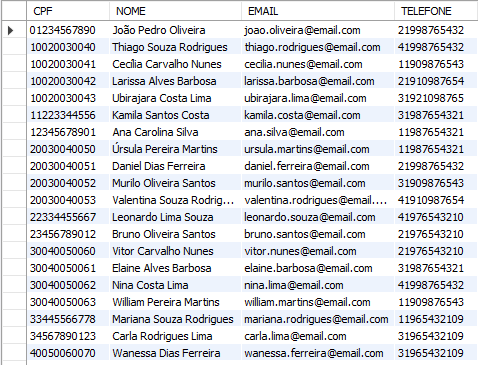 CPF NOME EMAIL TELEFONE
01234567890 João Pedro Oliveira joao.oliveira@email.com 21998765432
10020030040 Thiago Souza Rodrigues thiago.rodrigues@email.com 41998765432
10020030041 Cecília Carvalho Nunes cecilia.nunes@email.com 11909876543
10020030042 Larissa Alves Barbosa larissa.barbosa@email.com 21910987654
10020030043 Ubirajara Costa Lima ubirajara.lima@email.com 31921098765
11223344556 Kamila Santos Costa kamila.costa@email.com 31987654321
12345678901 Ana Carolina Silva ana.silva@email.com 11987654321
20030040050 Úrsula Pereira Martins ursula.martins@email.com 11987654321
20030040051 Daniel Dias Ferreira daniel.ferreira@email.com 21998765432
20030040052 Murilo Oliveira Santos murilo.santos@email.com 31909876543
20030040053 Valentina Souza Rodrig... valentina.rodrigues@email.... 41910987654
22334455667 Leonardo Lima Souza leonardo.souza@email.com 41976543210
23456789012 Bruno Oliveira Santos bruno.santos@email.com 21976543210
30040050060 Vitor Carvalho Nunes vitor.nunes@email.com 21976543210
30040050061 Elaine Alves Barbosa elaine.barbosa@email.com 31987654321
30040050062 Nina Costa Lima nina.lima@email.com 41998765432
30040050063 William Pereira Martins william.martins@email.com 11909876543
33445566778 Mariana Souza Rodrigues mariana.rodrigues@email.com 11965432109
34567890123 Carla Rodrigues Lima carla.lima@email.com 31965432109
40050060070 Wanessa Dias Ferreira wanessa.ferreira@email.com 31965432109